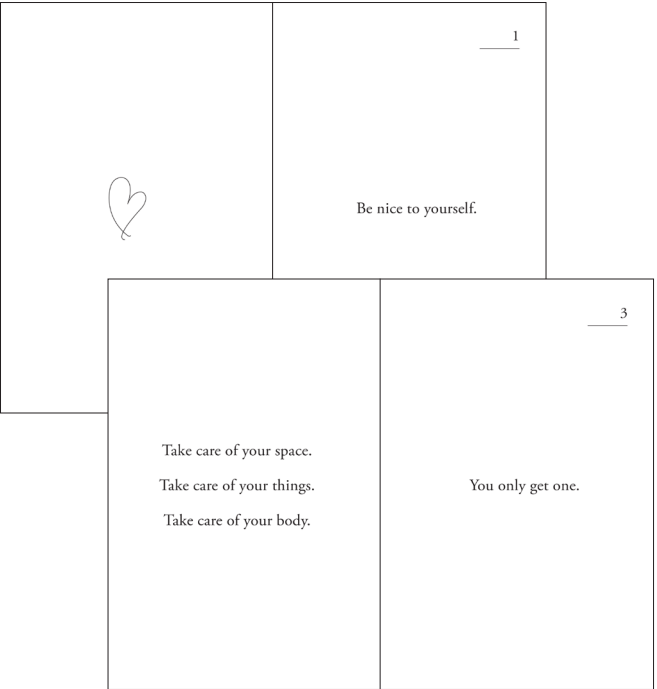 1
Be nice to yourself.
Take care of your space.
Take care of your things.
Take care of your body.
3
You only get one.